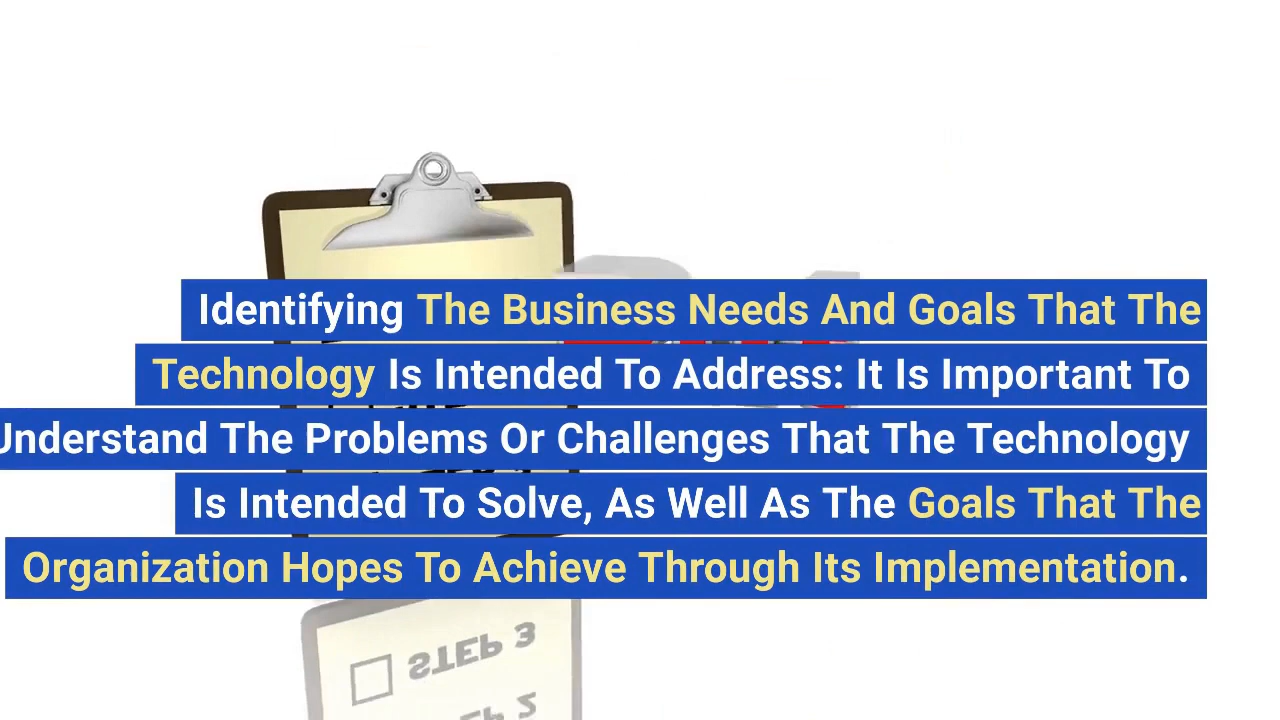 Identifying The Business Needs And Goals That The
Technology Is Intended To Address: It Is Important To
Understand The Problems Or Challenges That The Technology
Is Intended To Solve, As Well As The Goals That The
Organization Hopes To Achieve Through Its Implementation.
STEP 3
STEP 2